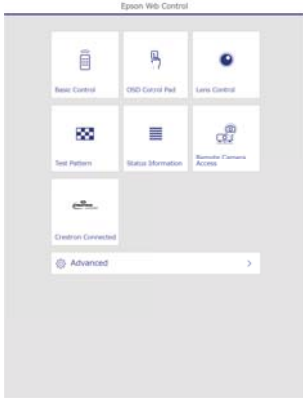 Epson Web Control
Basic Control
OSD Control Pad
Lens Control
Test Pattern
Status Information
Remote Camera
Access
Crestron Connected
Advanced